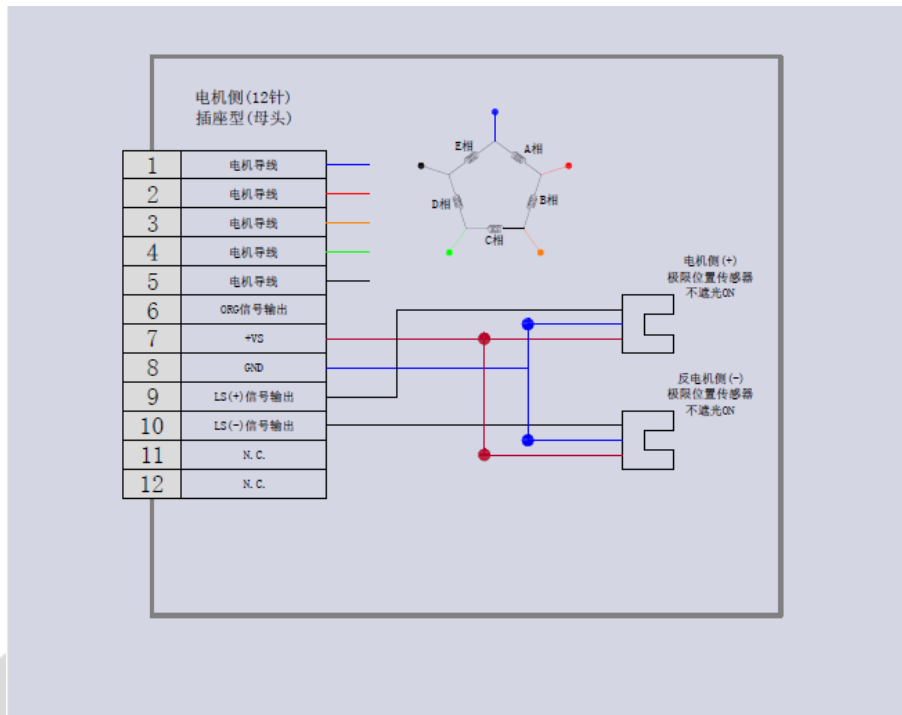 电机侧(12针)
插座型(母头)
1 电机导线
2 电机导线
3 电机导线
4 电机导线
5 电机导线
6 ORG信号输出
7 +VS
8 GND
9 LS(+)信号输出
10 LS(-)信号输出
11 N.C.
12 N.C.
E相
A相
D相
B相
C相
电机侧(+)
极限位置传感器
不遮光ON
反电机侧(-)
极限位置传感器
不遮光ON